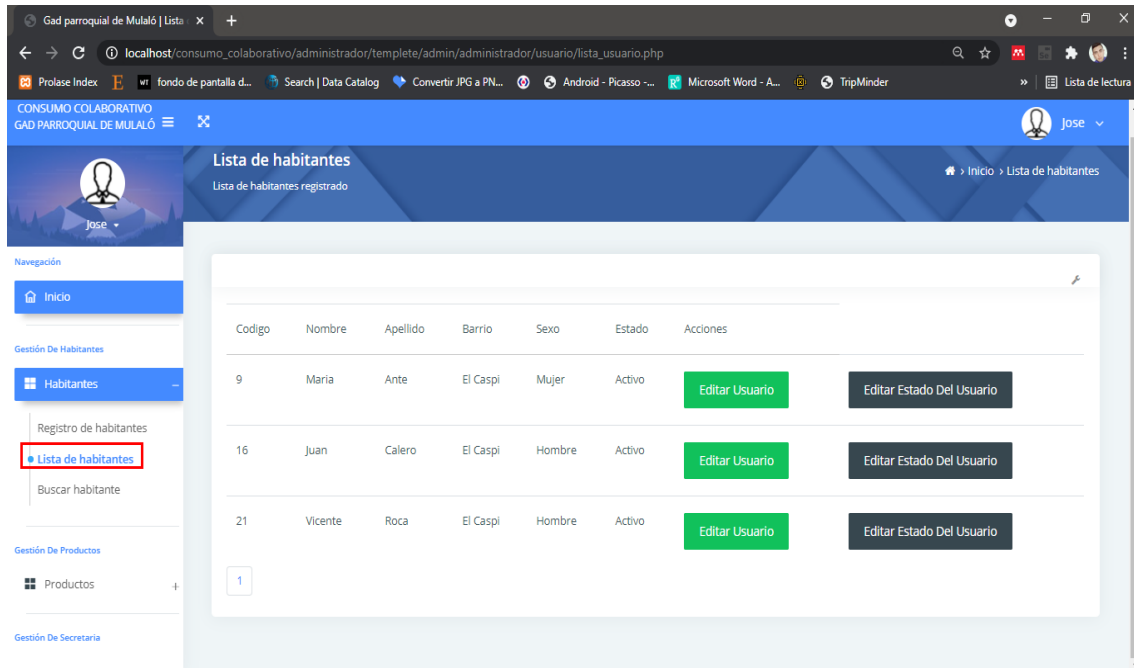 Gad parroquial de Mulaló | Lista
localhost/consumo_colaborativo/administrador/templete/admin/administrador/usuario/lista_usuario.php
Prolase Index
fondo de pantalla d...
Search | Data Catalog
Convertir JPG a PN...
Android - Picasso -...
Microsoft Word - A...
TripMinder
»
Lista de lectura
CONSUMO COLABORATIVO
GAD PARROQUIAL DE MULALÓ
Jose
Jose
Lista de habitantes
Lista de habitantes registrado
Inicio › Lista de habitantes
Navegación
Inicio
Gestión De Habitantes
Habitantes
Registro de habitantes
Lista de habitantes
Buscar habitante
Gestión De Productos
Productos
Gestión De Secretaria
Codigo Nombre Apellido Barrio Sexo Estado Acciones
9 Maria Ante El Caspi Mujer Activo Editar Usuario Editar Estado Del Usuario
16 Juan Calero El Caspi Hombre Activo Editar Usuario Editar Estado Del Usuario
21 Vicente Roca El Caspi Hombre Activo Editar Usuario Editar Estado Del Usuario
1